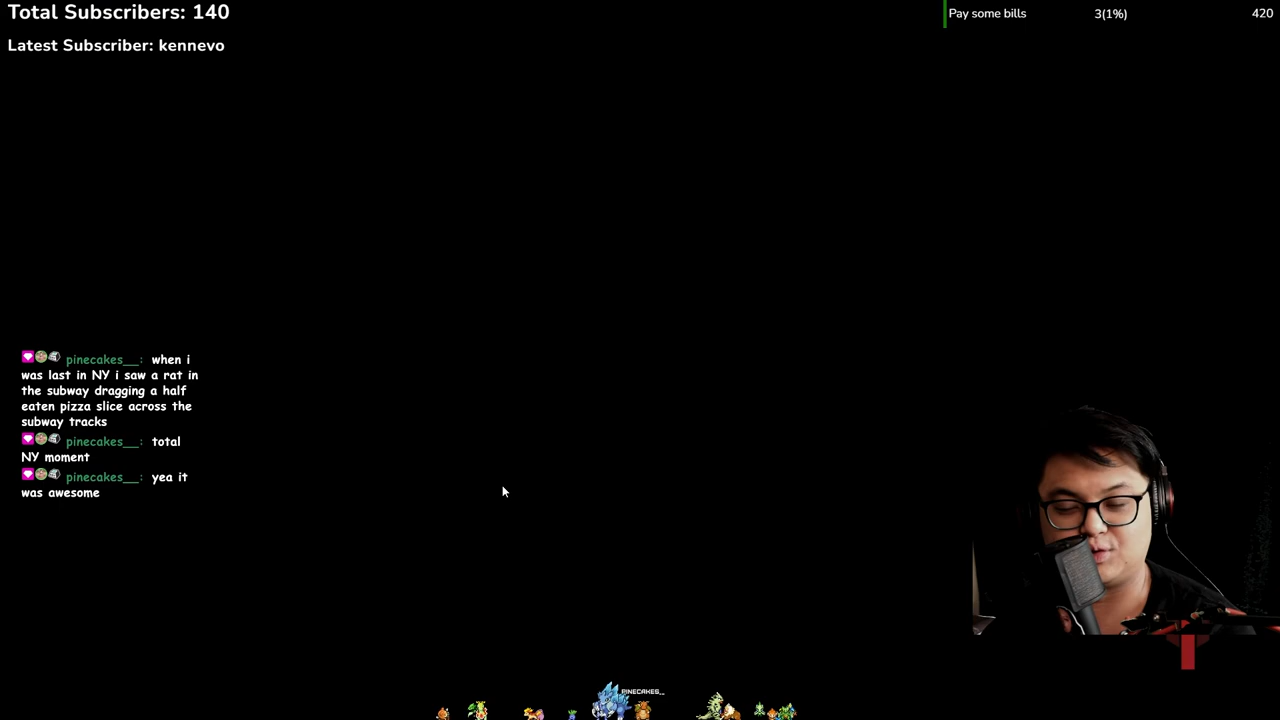 Total Subscribers: 140
Latest Subscriber: kennevo
Pay some bills 3(1%) 420
pinecakes__: when i
was last in NY i saw a rat in
the subway dragging a half
eaten pizza slice across the
subway tracks
pinecakes__: total
NY moment
pinecakes__: yea it
was awesome
PINECAKES__